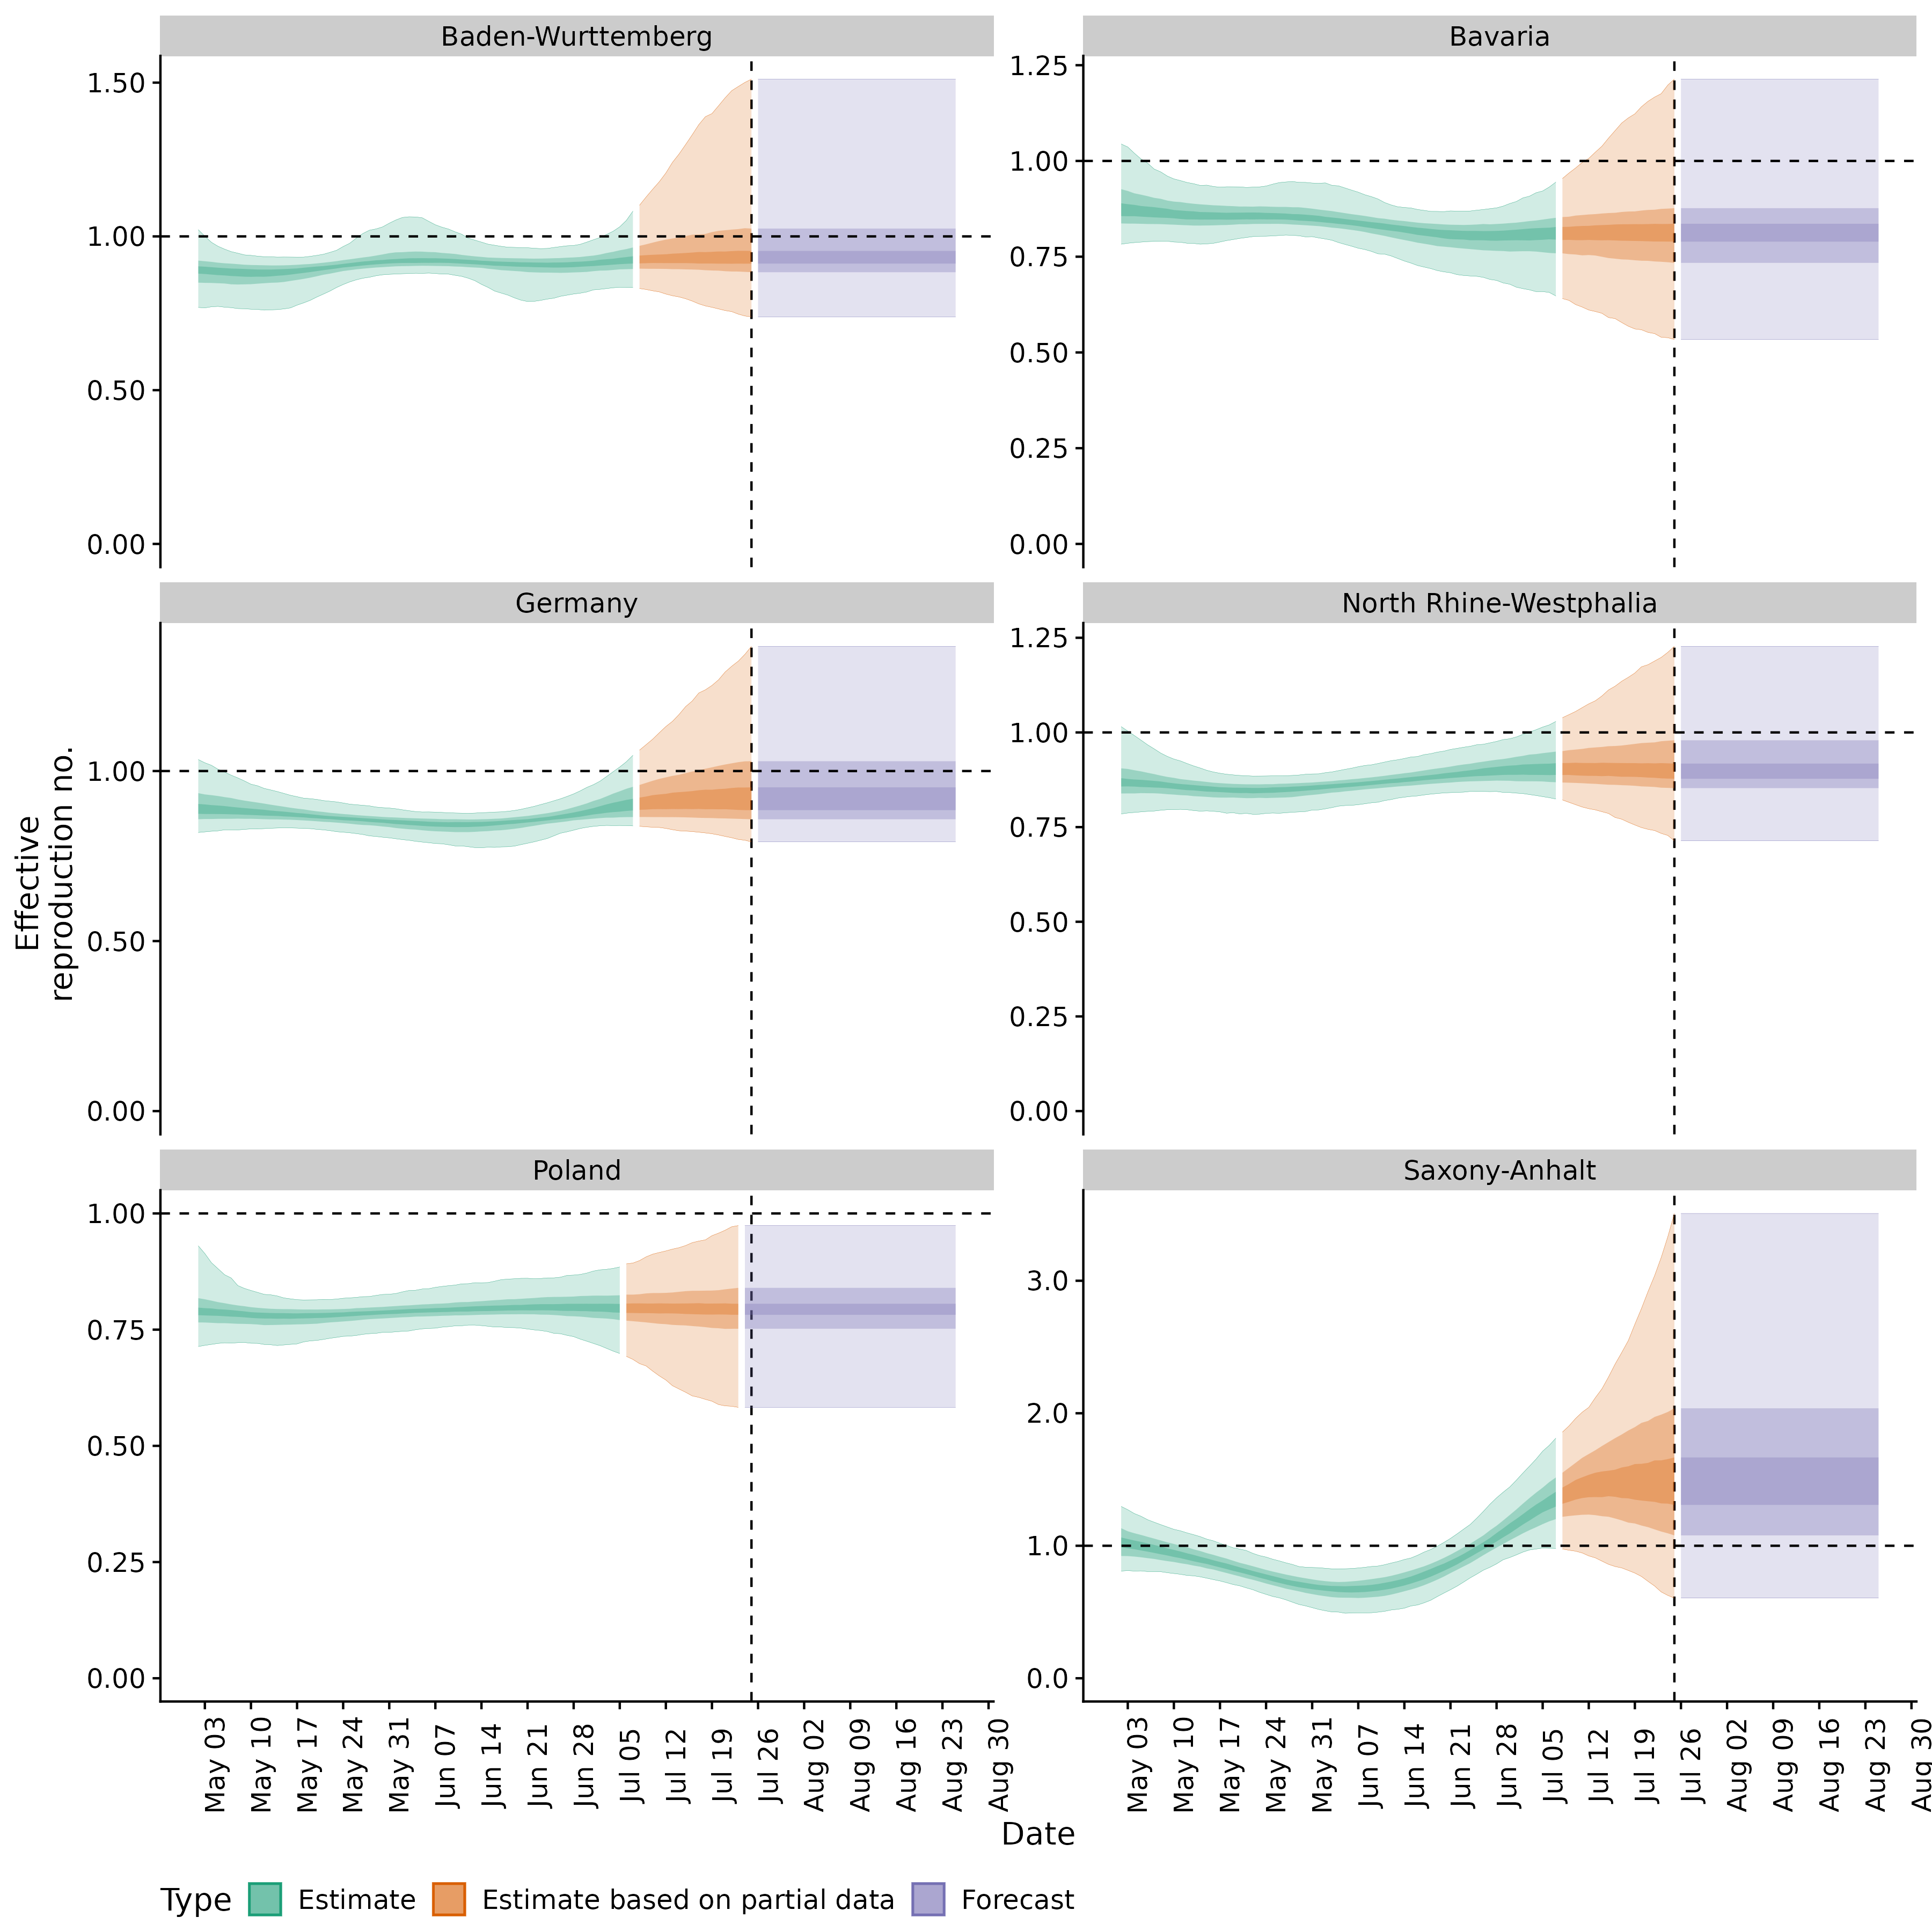 Baden-Wurttemberg
1.50
1.00
0.50
0.00
Bavaria
1.25
1.00
0.75
0.50
0.25
0.00
Germany
1.00
0.50
0.00
North Rhine-Westphalia
1.25
1.00
0.75
0.50
0.25
0.00
Poland
1.00
0.75
0.50
0.25
0.00
Saxony-Anhalt
3.0
2.0
1.0
0.0
Effective
reproduction no.
May 03
May 10
May 17
May 24
May 31
Jun 07
Jun 14
Jun 21
Jun 28
Jul 05
Jul 12
Jul 19
Jul 26
Aug 02
Aug 09
Aug 16
Aug 23
Aug 30
May 03
May 10
May 17
May 24
May 31
Jun 07
Jun 14
Jun 21
Jun 28
Jul 05
Jul 12
Jul 19
Jul 26
Aug 02
Aug 09
Aug 16
Aug 23
Aug 30
Date
Type Estimate Estimate based on partial data Forecast